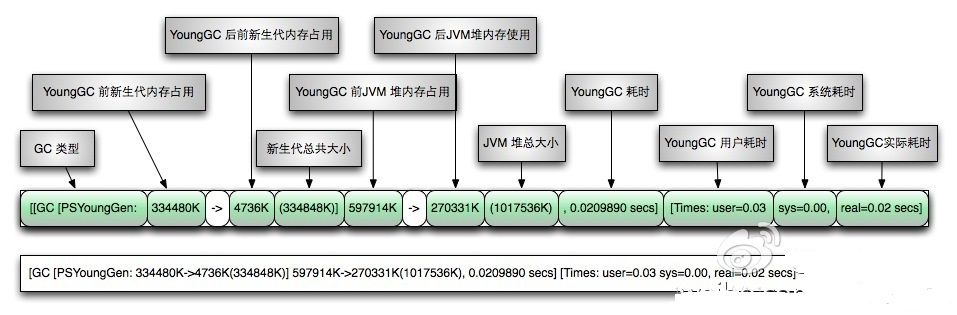 YoungGC 后前新生代内存占用
YoungGC 后JVM堆内存使用
YoungGC 前新生代内存占用
YoungGC 前JVM 堆内存占用
YoungGC 耗时
YoungGC 系统耗时
GC 类型
新生代总共大小
JVM 堆总大小
YoungGC 用户耗时
YoungGC实际耗时
[[GC [PSYoungGen: 334480K -> 4736K (334848K)] 597914K -> 270331K (1017536K) , 0.0209890 secs] [Times: user=0.03 sys=0.00, real=0.02 secs]
[GC [PSYoungGen: 334480K->4736K(334848K)] 597914K->270331K(1017536K), 0.0209890 secs] [Times: user=0.03 sys=0.00, real=0.02 secs]